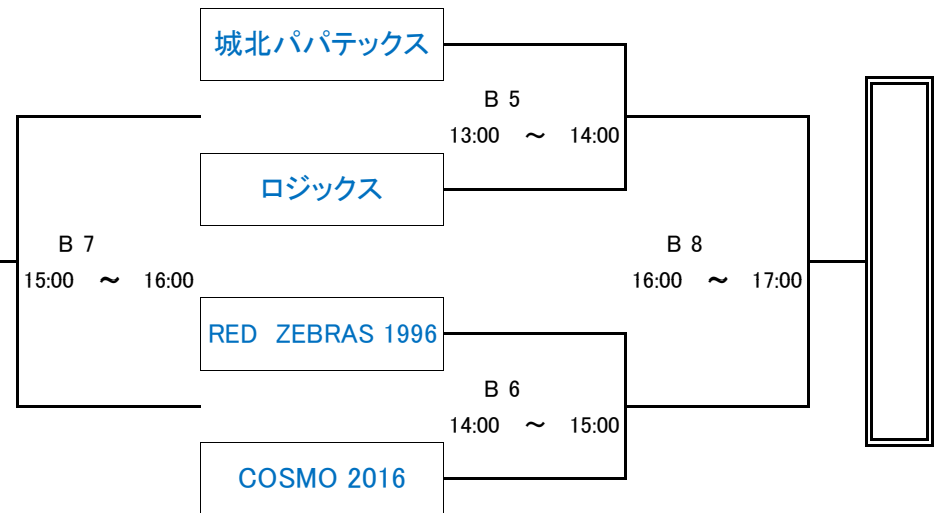 城北パパテックス
B 5
13:00 ～ 14:00
ロジックス
B 7
15:00 ～ 16:00
B 8
16:00 ～ 17:00
RED ZEBRAS 1996
B 6
14:00 ～ 15:00
COSMO 2016